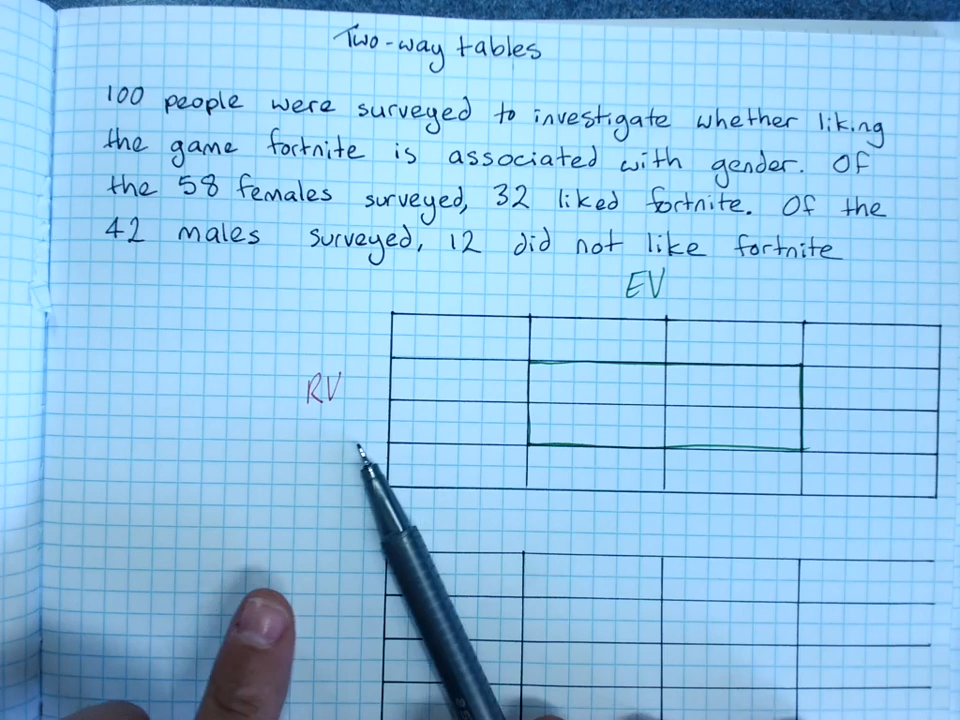 Two-way tables
100 people were surveyed to investigate whether liking
the game fortnite is associated with gender. Of
the 58 females surveyed, 32 liked fortnite. Of the
42 males surveyed, 12 did not like fortnite
EV
RV